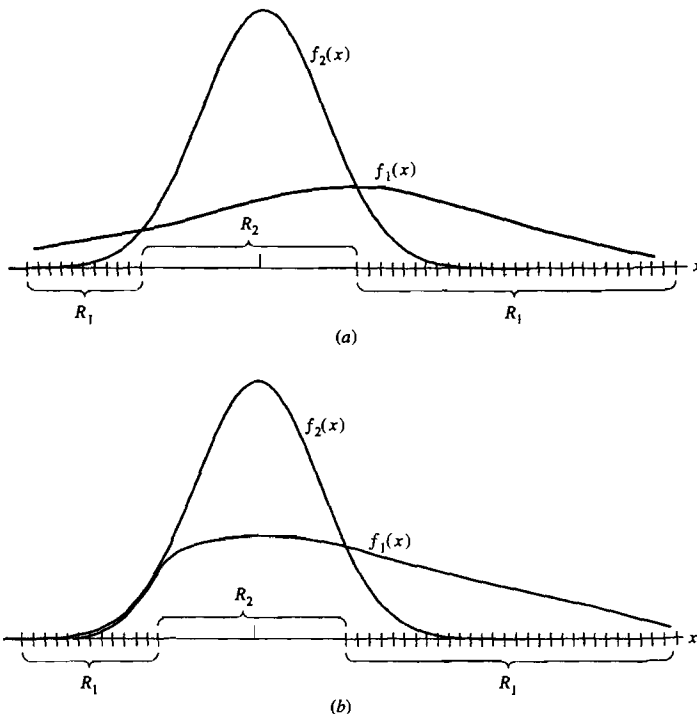 f₂(x)
f₁(x)
R₂
x
R₁ R₁
(a)
f₂(x)
f₁(x)
R₂
x
R₁ R₁
(b)